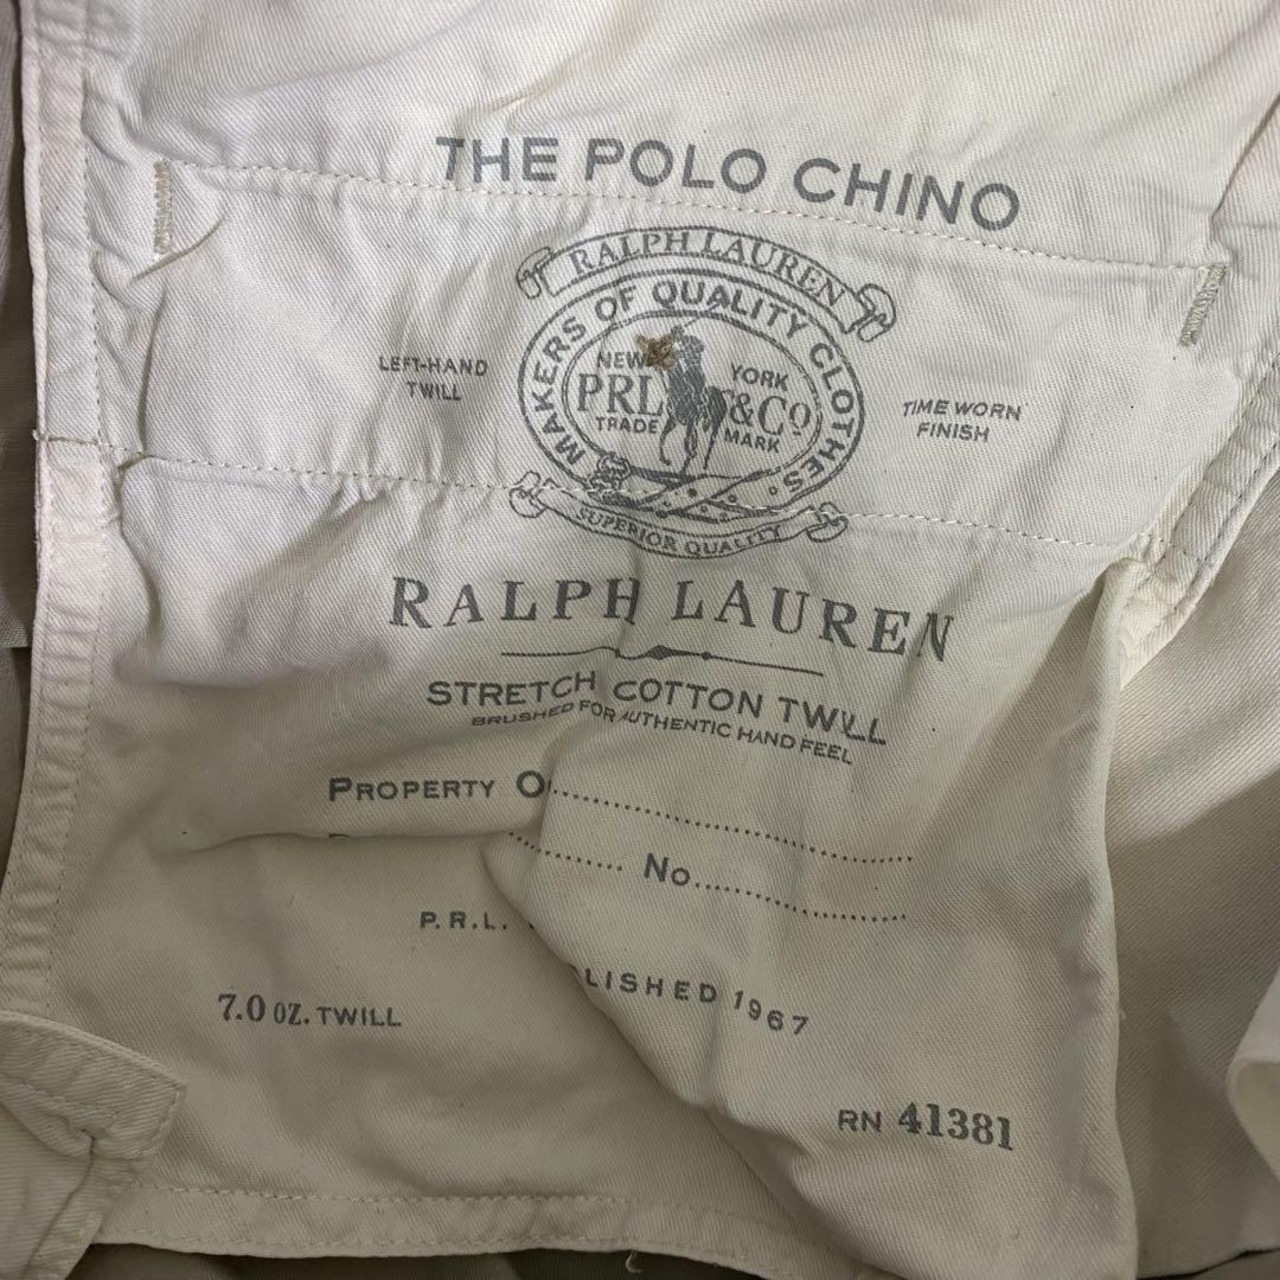 THE POLO CHINO
RALPH LAUREN
MAKERS OF QUALITY CLOTHES.
NEW YORK
PRL & Co
TRADE MARK
SUPERIOR QUALITY
LEFT-HAND
TWILL
TIME WORN
FINISH
RALPH LAUREN
STRETCH COTTON TWILL
BRUSHED FOR AUTHENTIC HAND FEEL
PROPERTY
No.
P.R.L.
1967
7.0 OZ. TWILL
RN 41381